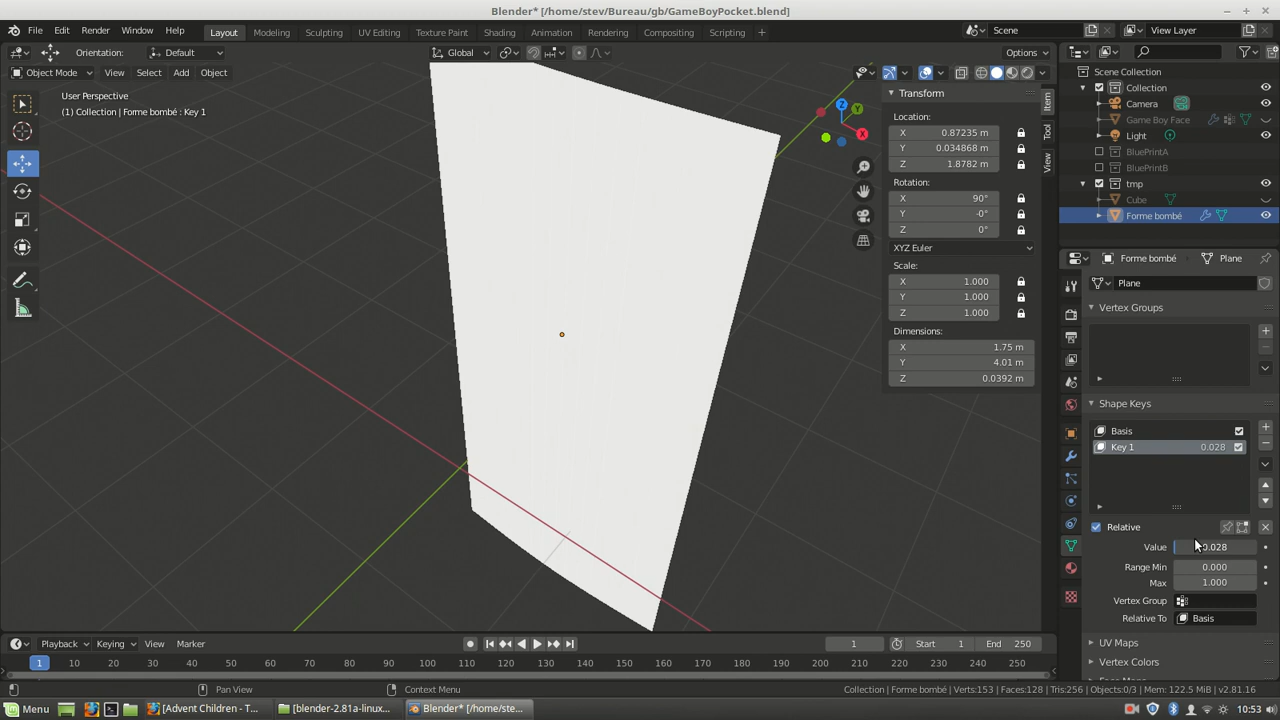 Blender* [/home/stev/Bureau/gb/GameBoyPocket.blend]
File Edit Render Window Help Layout Modeling Sculpting UV Editing Texture Paint Shading Animation Rendering Compositing Scripting + Scene View Layer
Orientation: Default Global Options
Object Mode View Select Add Object
User Perspective
(1) Collection | Forme bombé : Key 1
Z Y X
Transform
Location:
X 0.87235 m
Y 0.034868 m
Z 1.8782 m
Rotation:
X 90°
Y -0°
Z 0°
XYZ Euler
Scale:
X 1.000
Y 1.000
Z 1.000
Dimensions:
X 1.75 m
Y 4.01 m
Z 0.0392 m
Item
Tool
View
Scene Collection
Collection
Camera
Game Boy Face
Light
BluePrintA
BluePrintB
tmp
Cube
Forme bombé
Forme bombé Plane
Plane
Vertex Groups
Shape Keys
Basis
Key 1 0.028
Relative
Value 0.028
Range Min 0.000
Max 1.000
Vertex Group
Relative To Basis
UV Maps
Vertex Colors
Playback Keying View Marker 1 Start 1 End 250
1 10 20 30 40 50 60 70 80 90 100 110 120 130 140 150 160 170 180 190 200 210 220 230 240 250
Pan View Context Menu Collection | Forme bombé | Verts:153 | Faces:128 | Tris:256 | Objects:0/3 | Mem: 122.5 MiB | v2.81.16
Menu [Advent Children - T... [blender-2.81a-linux... Blender* [/home/ste... 10:53